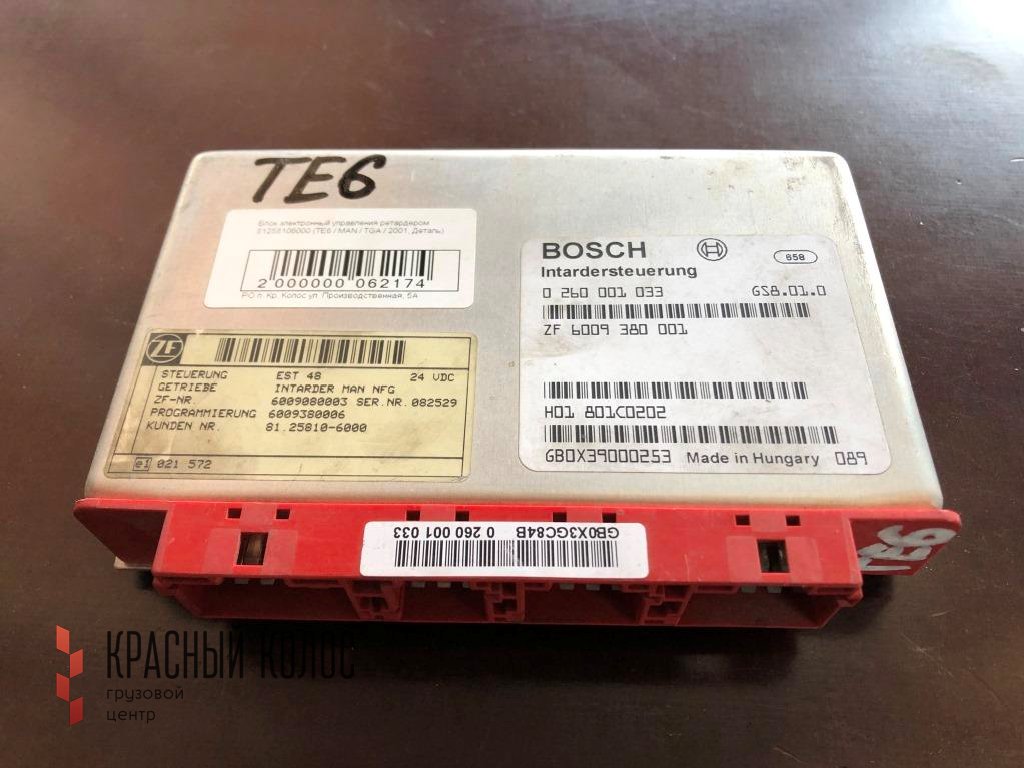 TE6
Блок электронный управления ретардером
81258106000 (TE6 / MAN / TGA / 2001, Деталь)
2 000000 062174
РО п. Кр. Колос ул. Производственная, 5А
BOSCH
658
Intardersteuerung
0 260 001 033 GS8.01.0
ZF 6009 380 001
H01 801C0202
GB0X39000253 Made in Hungary 089
ZF
STEUERUNG EST 48 24 VDC
GETRIEBE INTARDER MAN NFG
ZF-NR. 6009080003 SER.NR. 082529
PROGRAMMIERUNG 6009380006
KUNDEN NR. 81.25810-6000
e1 021 572
GB0X3GC84B 0 260 001 033
TE6
КРАСНЫЙ КОЛОС
грузовой
центр